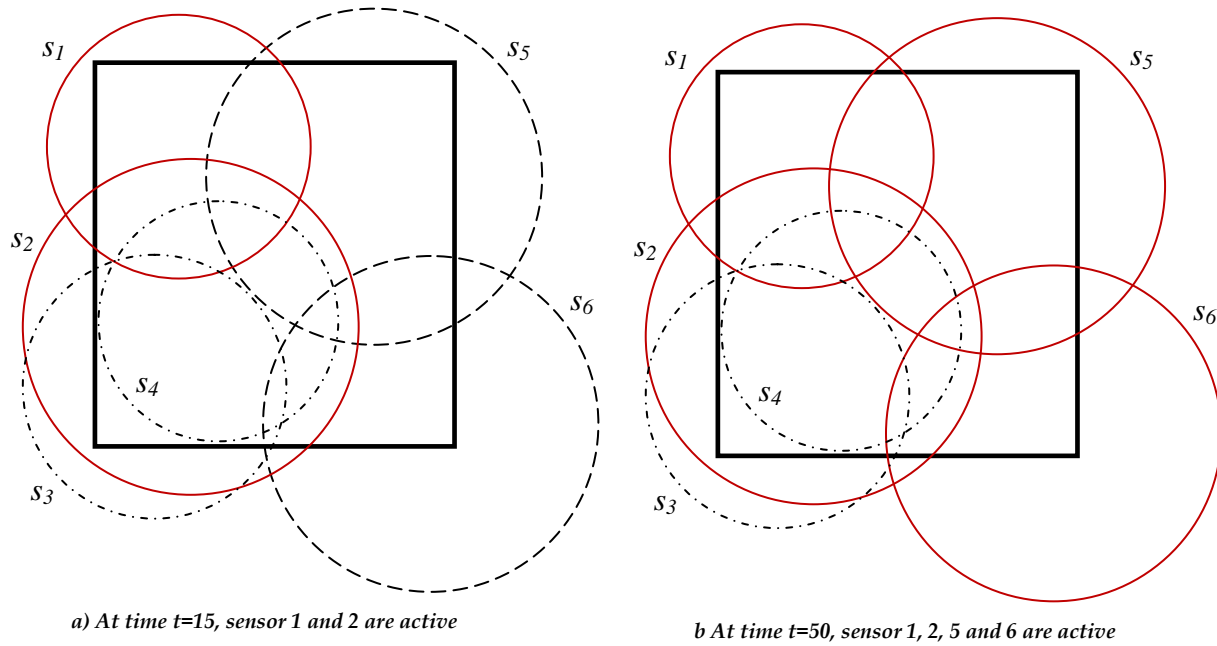 s1
s5
s2
s6
s4
s3
a) At time t=15, sensor 1 and 2 are active
s1
s5
s2
s6
s4
s3
b At time t=50, sensor 1, 2, 5 and 6 are active